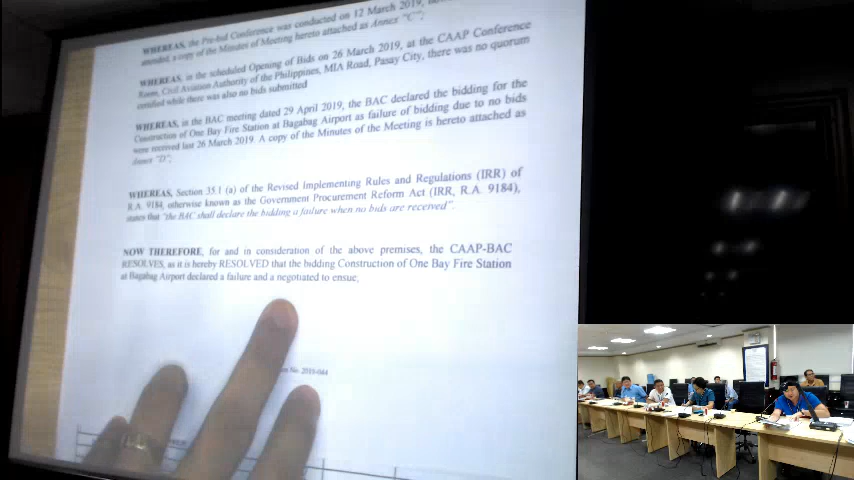 WHEREAS, the Pre-bid Conference was conducted on 12 March 2019,
amended, a copy of the Minutes of Meeting hereto attached as Annex "C";
WHEREAS, in the scheduled Opening of Bids on 26 March 2019, at the CAAP Conference
Room, Civil Aviation Authority of the Philippines, MIA Road, Pasay City, there was no quorum
certified while there was also no bids submitted
WHEREAS, in the BAC meeting dated 29 April 2019, the BAC declared the bidding for the
Construction of One Bay Fire Station at Bagabag Airport as failure of bidding due to no bids
were received last 26 March 2019. A copy of the Minutes of the Meeting is hereto attached as
Annex "D";
WHEREAS, Section 35.1 (a) of the Revised Implementing Rules and Regulations (IRR) of
R.A. 9184, otherwise known as the Government Procurement Reform Act (IRR, R.A. 9184),
states that "the BAC shall declare the bidding a failure when no bids are received".
NOW THEREFORE, for and in consideration of the above premises, the CAAP-BAC
RESOLVES, as it is hereby RESOLVED that the bidding Construction of One Bay Fire Station
at Bagabag Airport declared a failure and a negotiated to ensue,
No. 2019-044